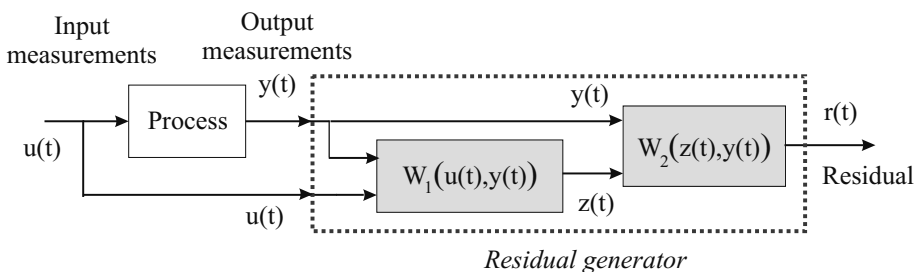 Input
measurements
Output
measurements
y(t)
y(t)
r(t)
Process
W2(z(t),y(t))
u(t)
W1(u(t),y(t))
Residual
z(t)
u(t)
Residual generator